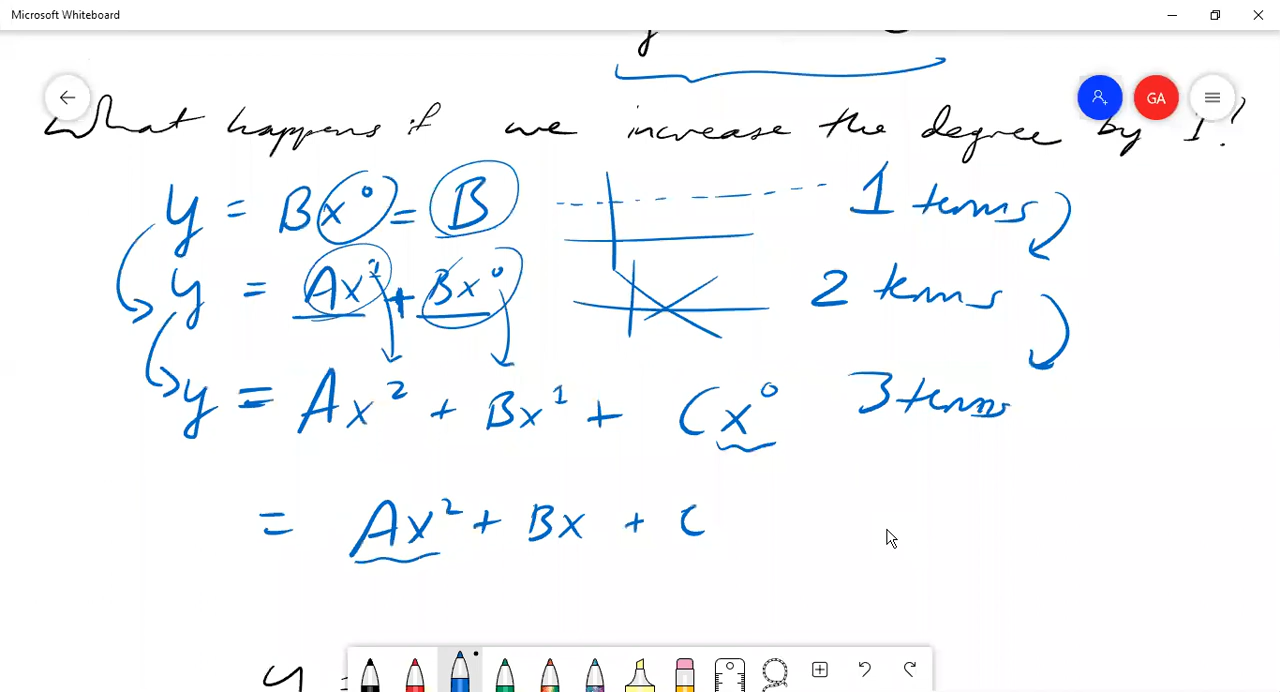 Microsoft Whiteboard
GA
What happens if we increase the degree by 1?
y = Bx⁰ = B 1 terms
y = Ax¹ + Bx⁰ 2 terms
y = Ax² + Bx¹ + Cx⁰ 3 terms
= Ax² + Bx + C
y =